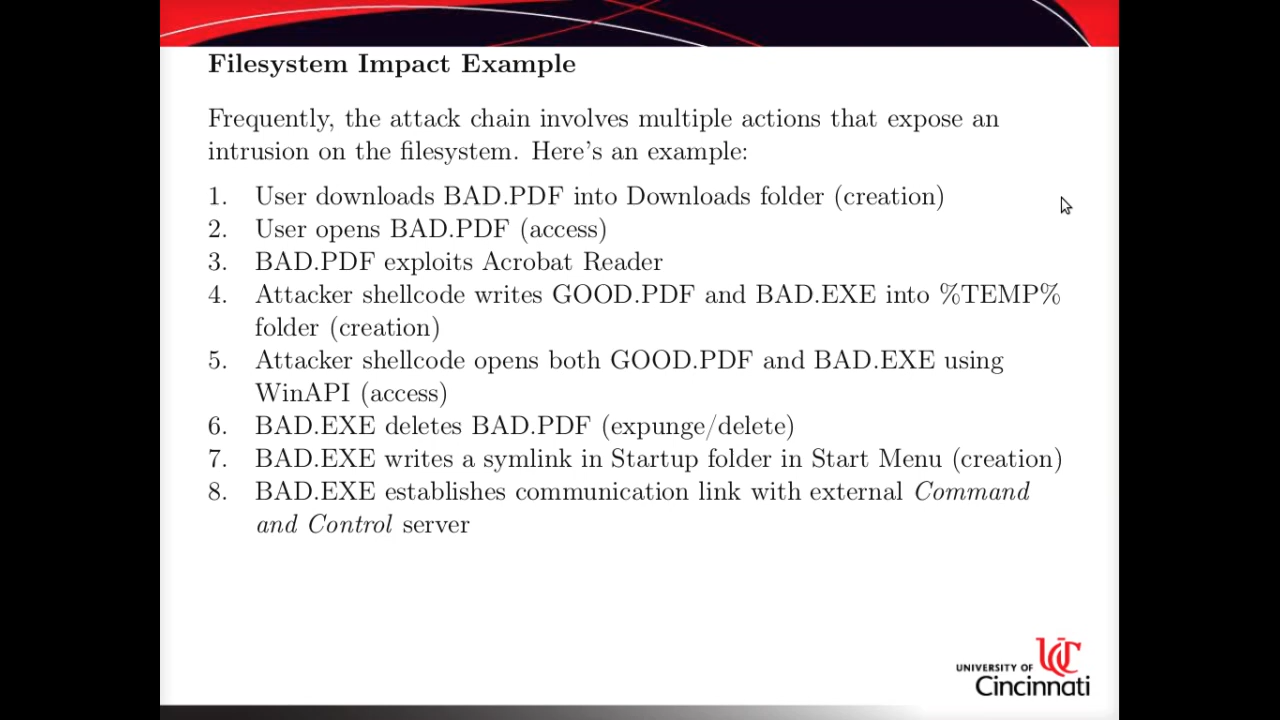 Filesystem Impact Example
Frequently, the attack chain involves multiple actions that expose an
intrusion on the filesystem. Here's an example:
1. User downloads BAD.PDF into Downloads folder (creation)
2. User opens BAD.PDF (access)
3. BAD.PDF exploits Acrobat Reader
4. Attacker shellcode writes GOOD.PDF and BAD.EXE into %TEMP%
folder (creation)
5. Attacker shellcode opens both GOOD.PDF and BAD.EXE using
WinAPI (access)
6. BAD.EXE deletes BAD.PDF (expunge/delete)
7. BAD.EXE writes a symlink in Startup folder in Start Menu (creation)
8. BAD.EXE establishes communication link with external Command
and Control server
UNIVERSITY OF UC
Cincinnati